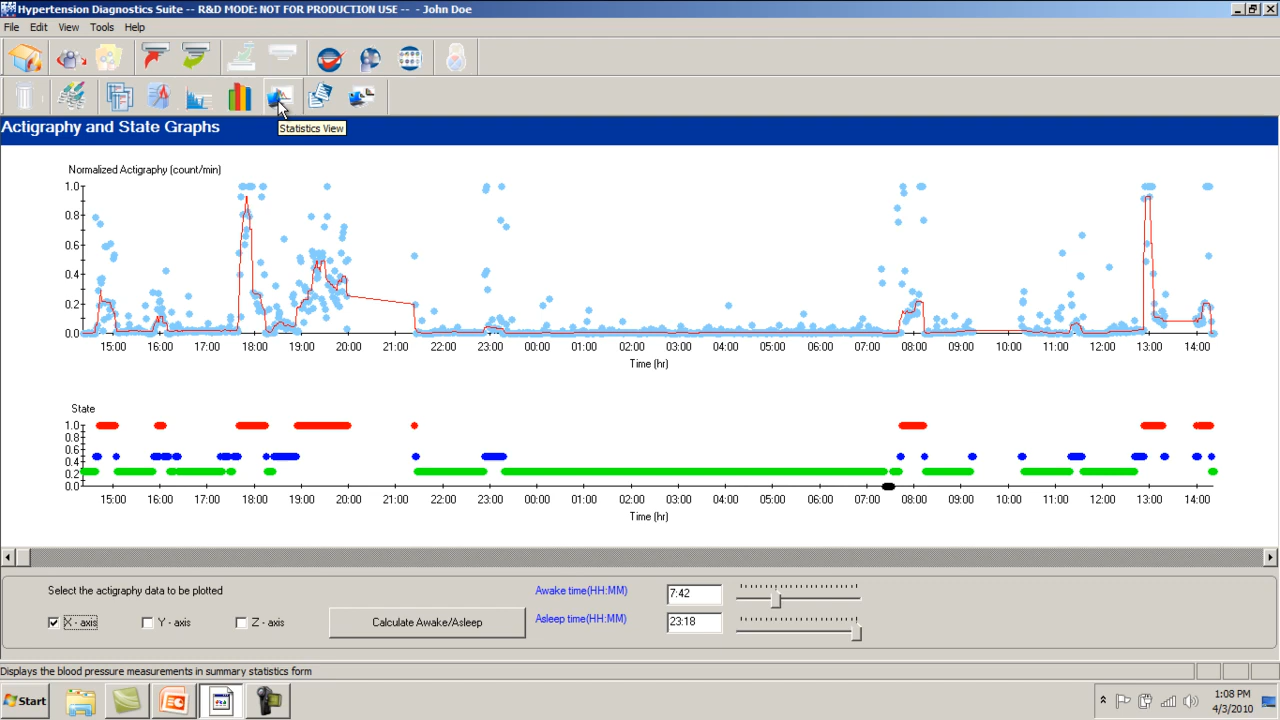 Hypertension Diagnostics Suite -- R&D MODE: NOT FOR PRODUCTION USE -- - John Doe
File Edit View Tools Help
Statistics View
Actigraphy and State Graphs
Normalized Actigraphy (count/min)
1.0
0.8
0.6
0.4
0.2
0.0
15:00 16:00 17:00 18:00 19:00 20:00 21:00 22:00 23:00 00:00 01:00 02:00 03:00 04:00 05:00 06:00 07:00 08:00 09:00 10:00 11:00 12:00 13:00 14:00
Time (hr)
State
1.0
0.8
0.6
0.4
0.2
0.0
15:00 16:00 17:00 18:00 19:00 20:00 21:00 22:00 23:00 00:00 01:00 02:00 03:00 04:00 05:00 06:00 07:00 08:00 09:00 10:00 11:00 12:00 13:00 14:00
Time (hr)
Select the actigraphy data to be plotted
X - axis Y - axis Z - axis
Calculate Awake/Asleep
Awake time(HH:MM) 7:42
Asleep time(HH:MM) 23:18
Displays the blood pressure measurements in summary statistics form
Start
1:08 PM
4/3/2010